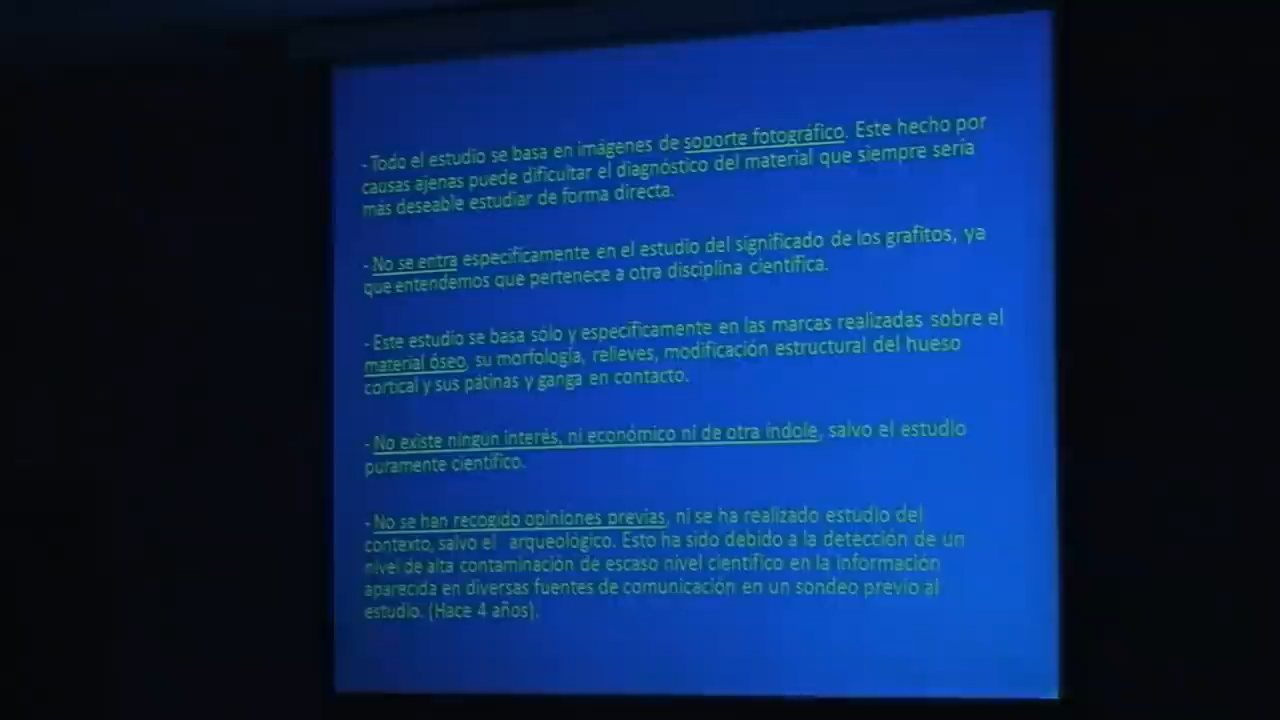 - Todo el estudio se basa en imágenes de soporte fotográfico. Este hecho por
causas ajenas puede dificultar el diagnóstico del material que siempre sería
más deseable estudiar de forma directa.
- No se entra específicamente en el estudio del significado de los grafitos, ya
que entendemos que pertenece a otra disciplina científica.
- Este estudio se basa sólo y específicamente en las marcas realizadas sobre el
material óseo, su morfología, relieves, modificación estructural del hueso
cortical y sus pátinas y ganga en contacto.
- No existe ningún interés, ni económico ni de otra índole, salvo el estudio
puramente científico.
- No se han recogido opiniones previas, ni se ha realizado estudio del
contexto, salvo el arqueológico. Esto ha sido debido a la detección de un
nivel de alta contaminación de escaso nivel científico en la información
aparecida en diversas fuentes de comunicación en un sondeo previo al
estudio. (Hace 4 años).